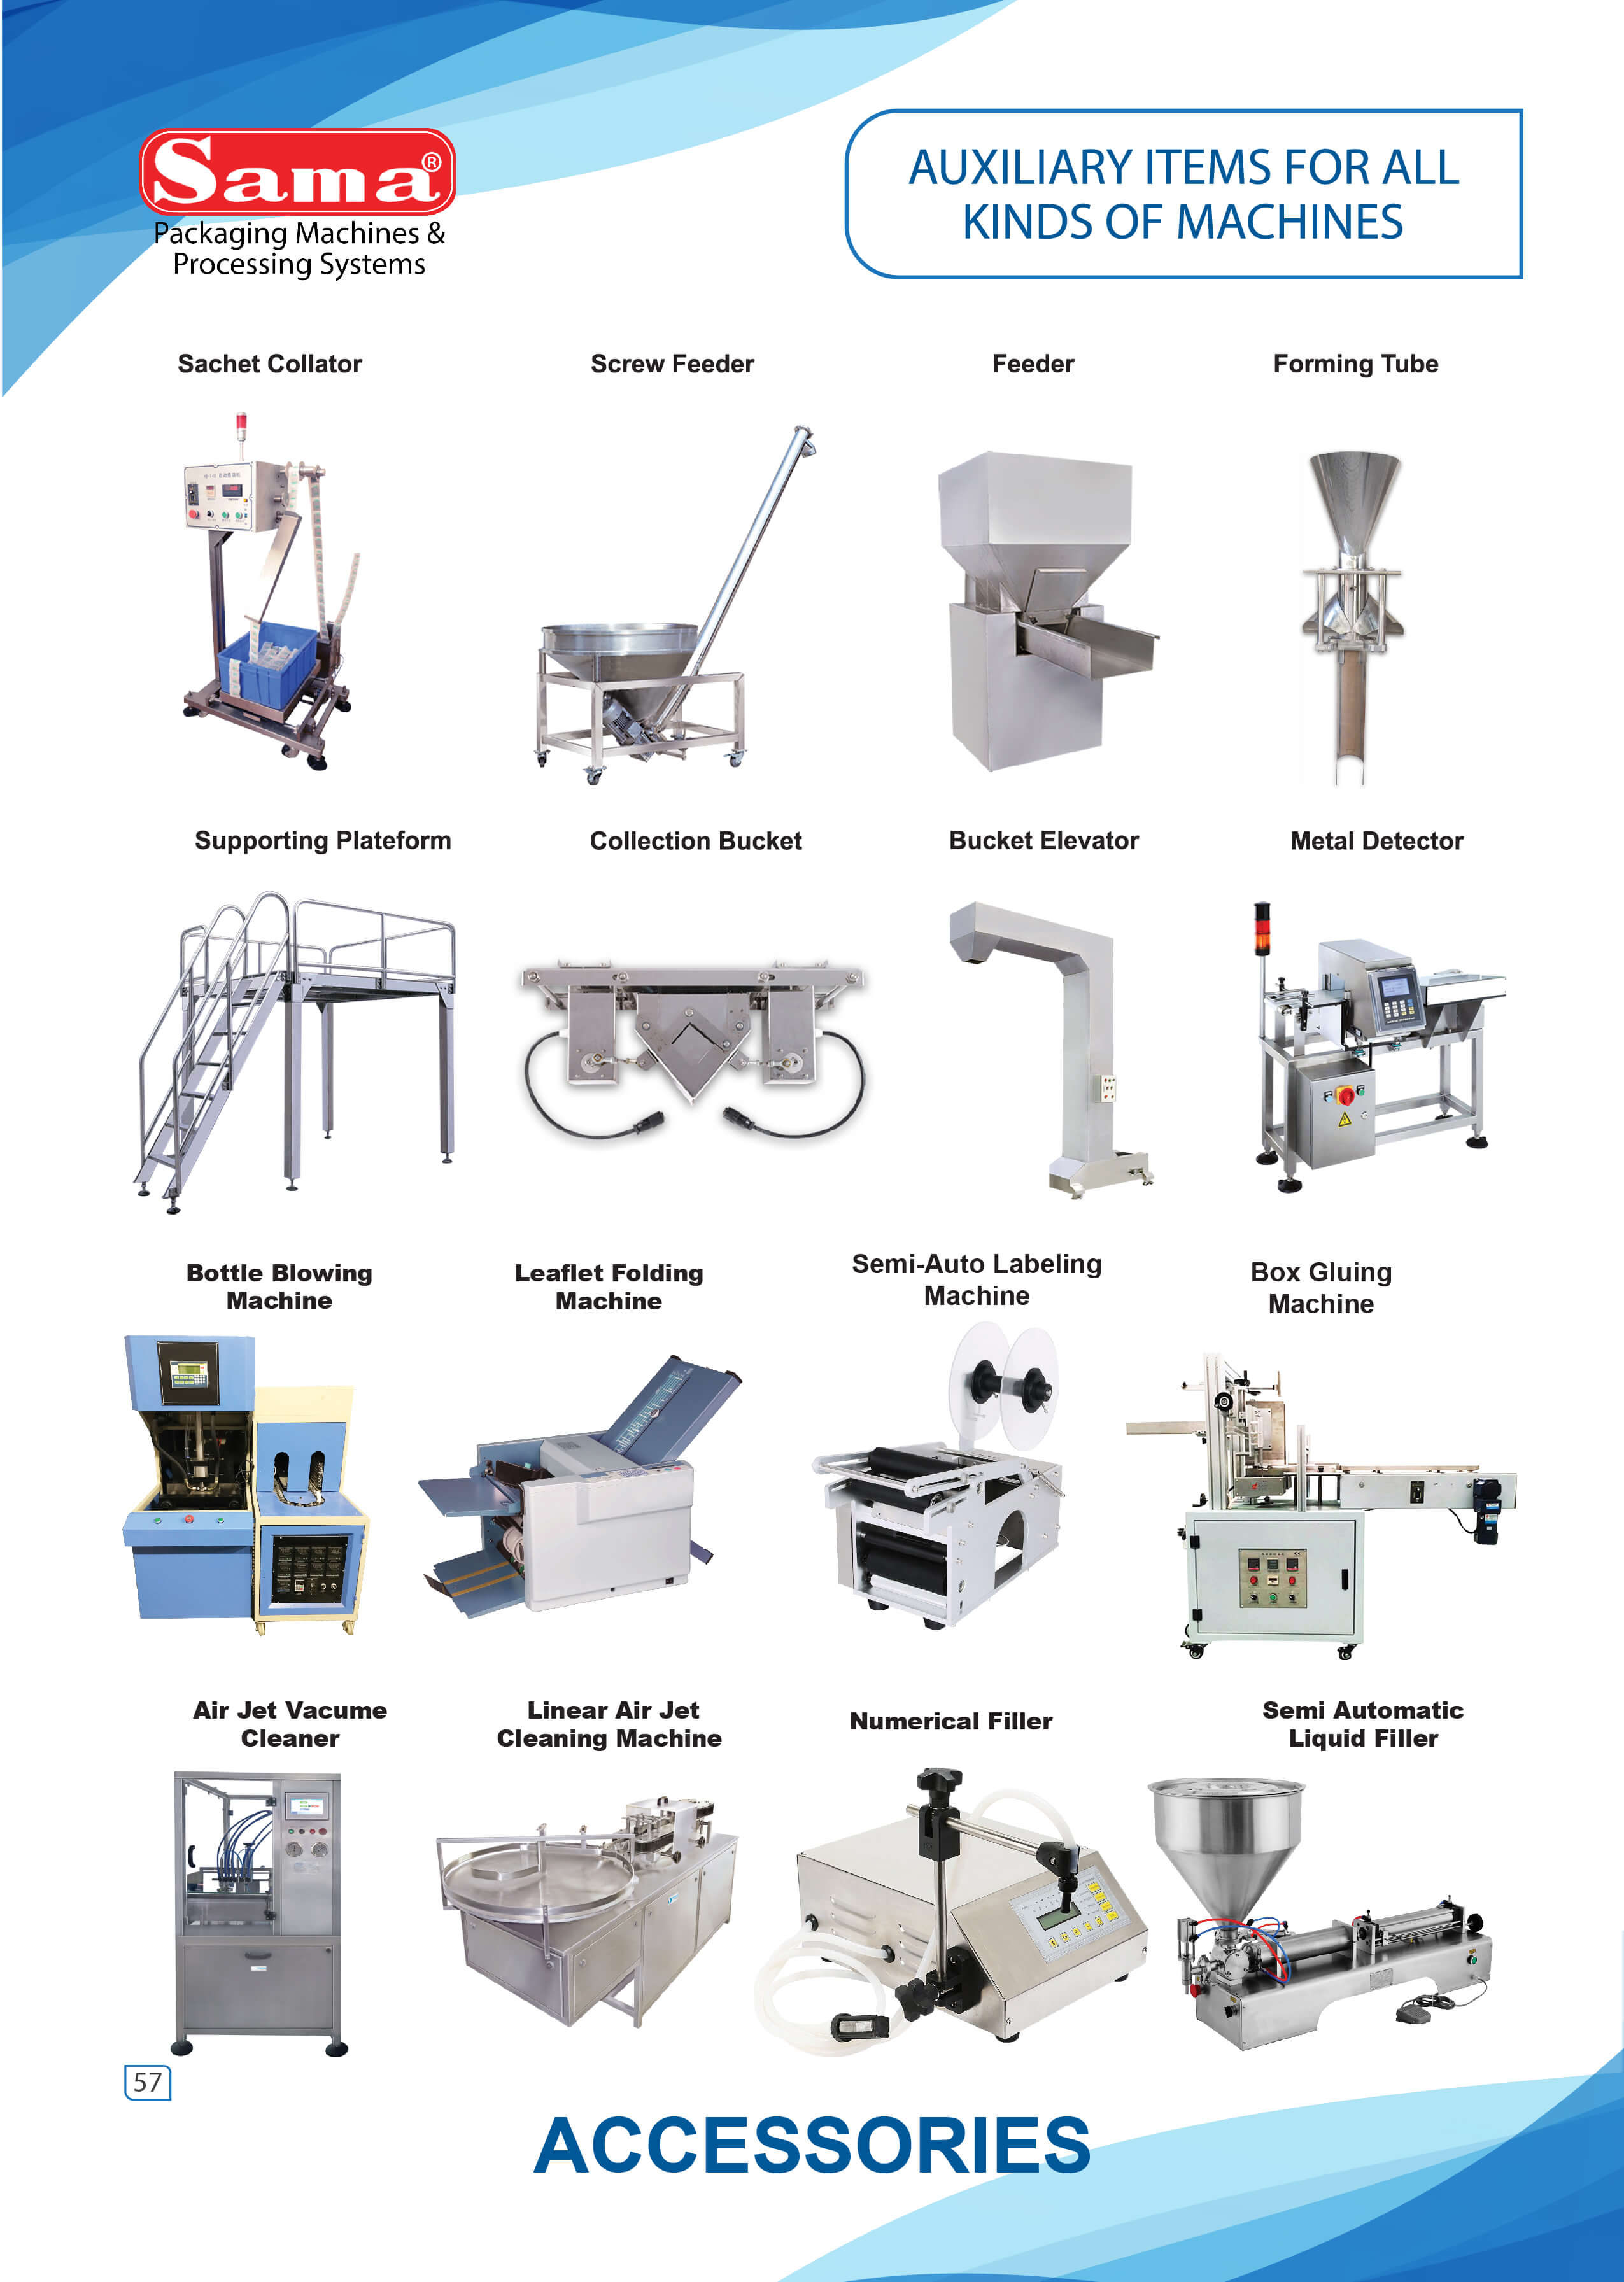 Sama®
Packaging Machines &
Processing Systems
AUXILIARY ITEMS FOR ALL
KINDS OF MACHINES
Sachet Collator
Screw Feeder
Feeder
Forming Tube
Supporting Plateform
Collection Bucket
Bucket Elevator
Metal Detector
Bottle Blowing
Machine
Leaflet Folding
Machine
Semi-Auto Labeling
Machine
Box Gluing
Machine
Air Jet Vacume
Cleaner
Linear Air Jet
Cleaning Machine
Numerical Filler
Semi Automatic
Liquid Filler
57
ACCESSORIES